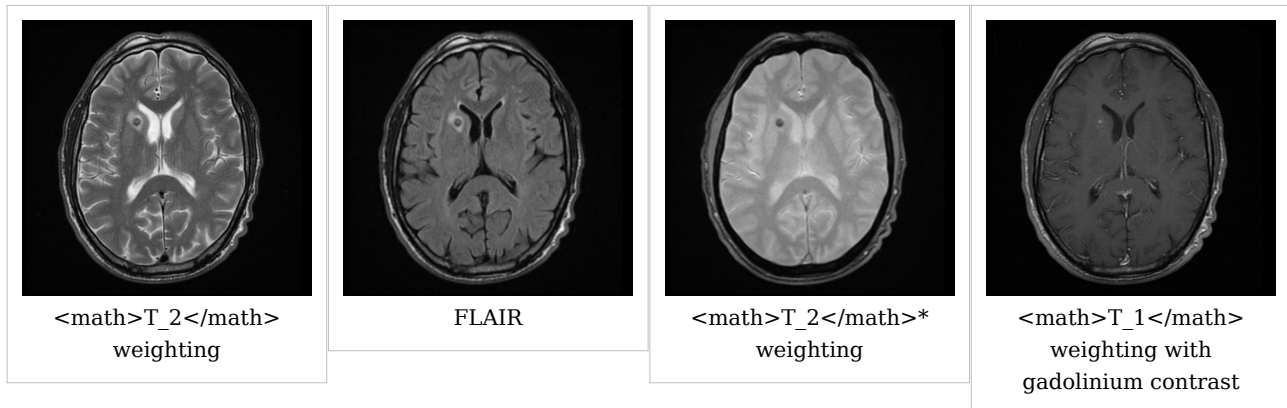 <math>T_2</math>
weighting
FLAIR
<math>T_2</math>*
weighting
<math>T_1</math>
weighting with
gadolinium contrast